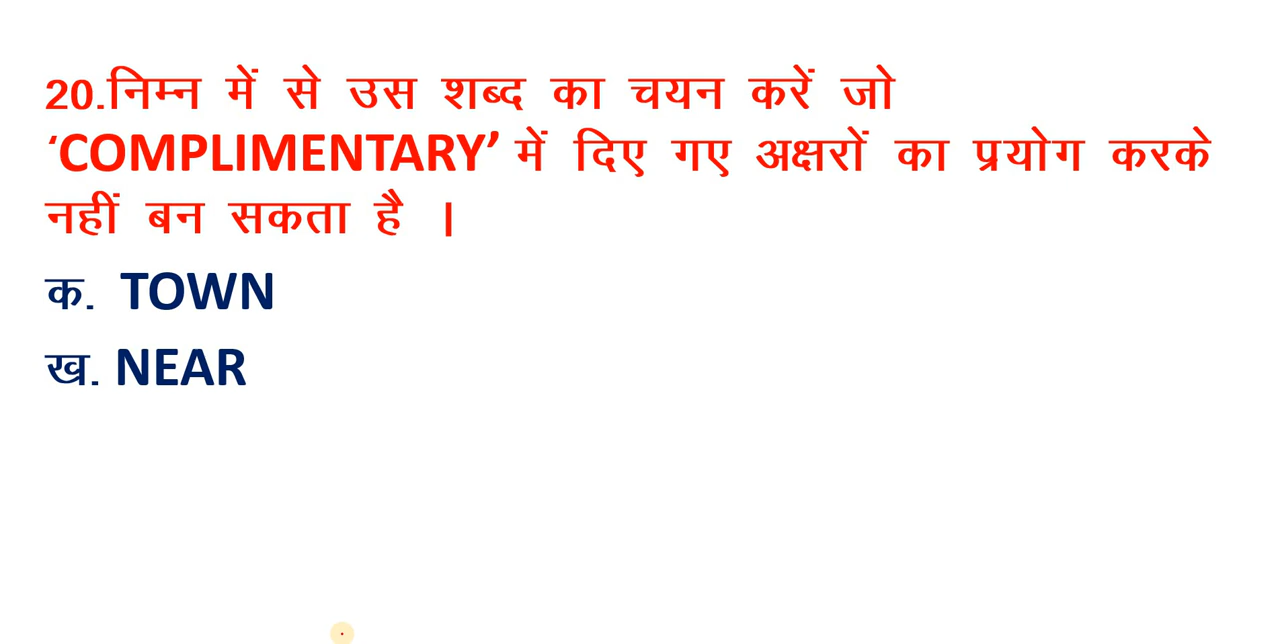 20.निम्न में से उस शब्द का चयन करें जो
‘COMPLIMENTARY’ में दिए गए अक्षरों का प्रयोग करके
नहीं बन सकता है ।
क. TOWN
ख. NEAR